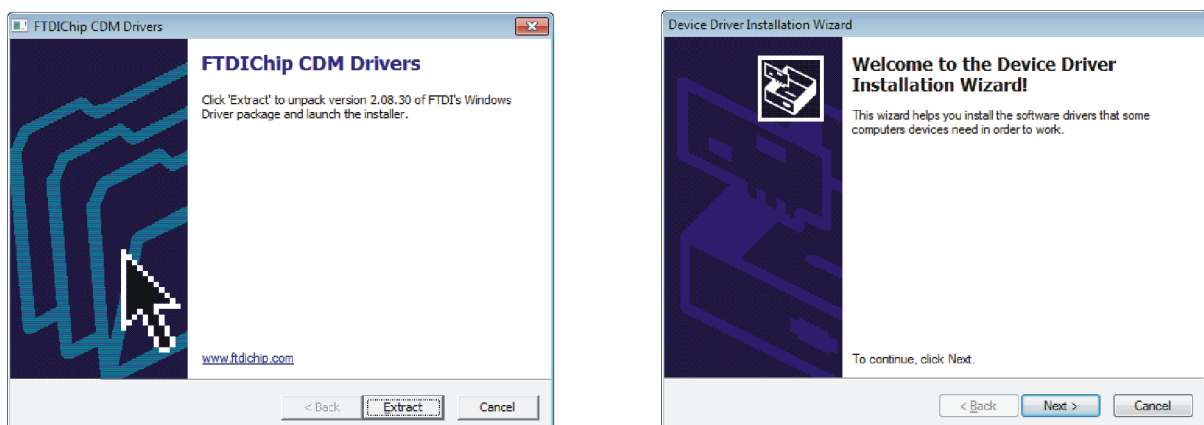 FTDIChip CDM Drivers
FTDIChip CDM Drivers
Click 'Extract' to unpack version 2.08.30 of FTDI's Windows
Driver package and launch the installer.
www.ftdichip.com
< Back
Extract
Cancel
Device Driver Installation Wizard
Welcome to the Device Driver
Installation Wizard!
This wizard helps you install the software drivers that some
computers devices need in order to work.
To continue, click Next.
< Back
Next >
Cancel